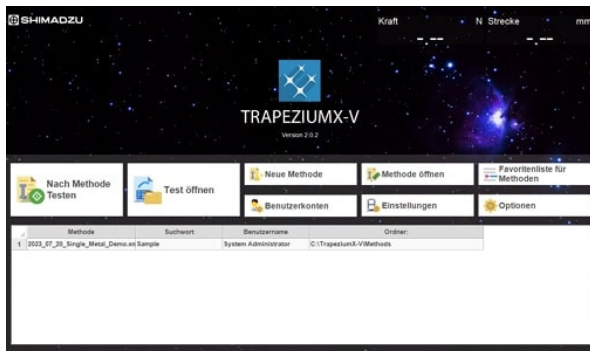 SHIMADZU
Kraft N Strecke mm
-.-- -.--
TRAPEZIUMX-V
Version 2.0.2
Nach Methode
Testen
Test öffnen
Neue Methode
Methode öffnen
Favoritenliste für
Methoden
Benutzerkonten
Einstellungen
Optionen
Methode Suchwort Benutzername Ordner:
1 2023_07_20_Single_Metal_Demo.xm Sample System Administrator C:\TrapeziumX-V\Methods